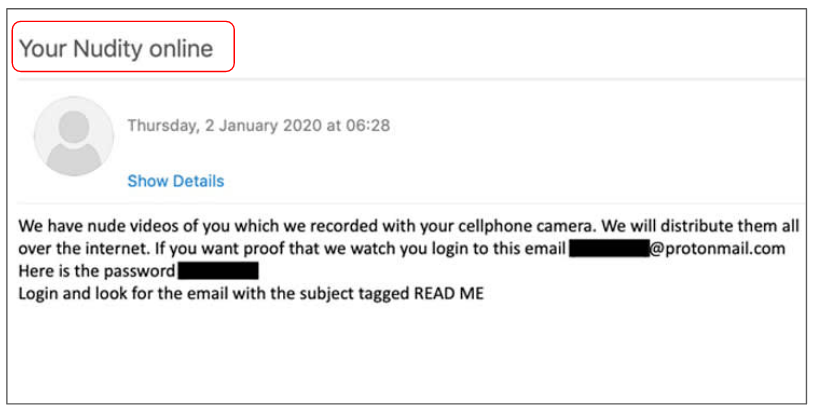 Your Nudity online
Thursday, 2 January 2020 at 06:28
Show Details
We have nude videos of you which we recorded with your cellphone camera. We will distribute them all
over the internet. If you want proof that we watch you login to this email @protonmail.com
Here is the password
Login and look for the email with the subject tagged READ ME